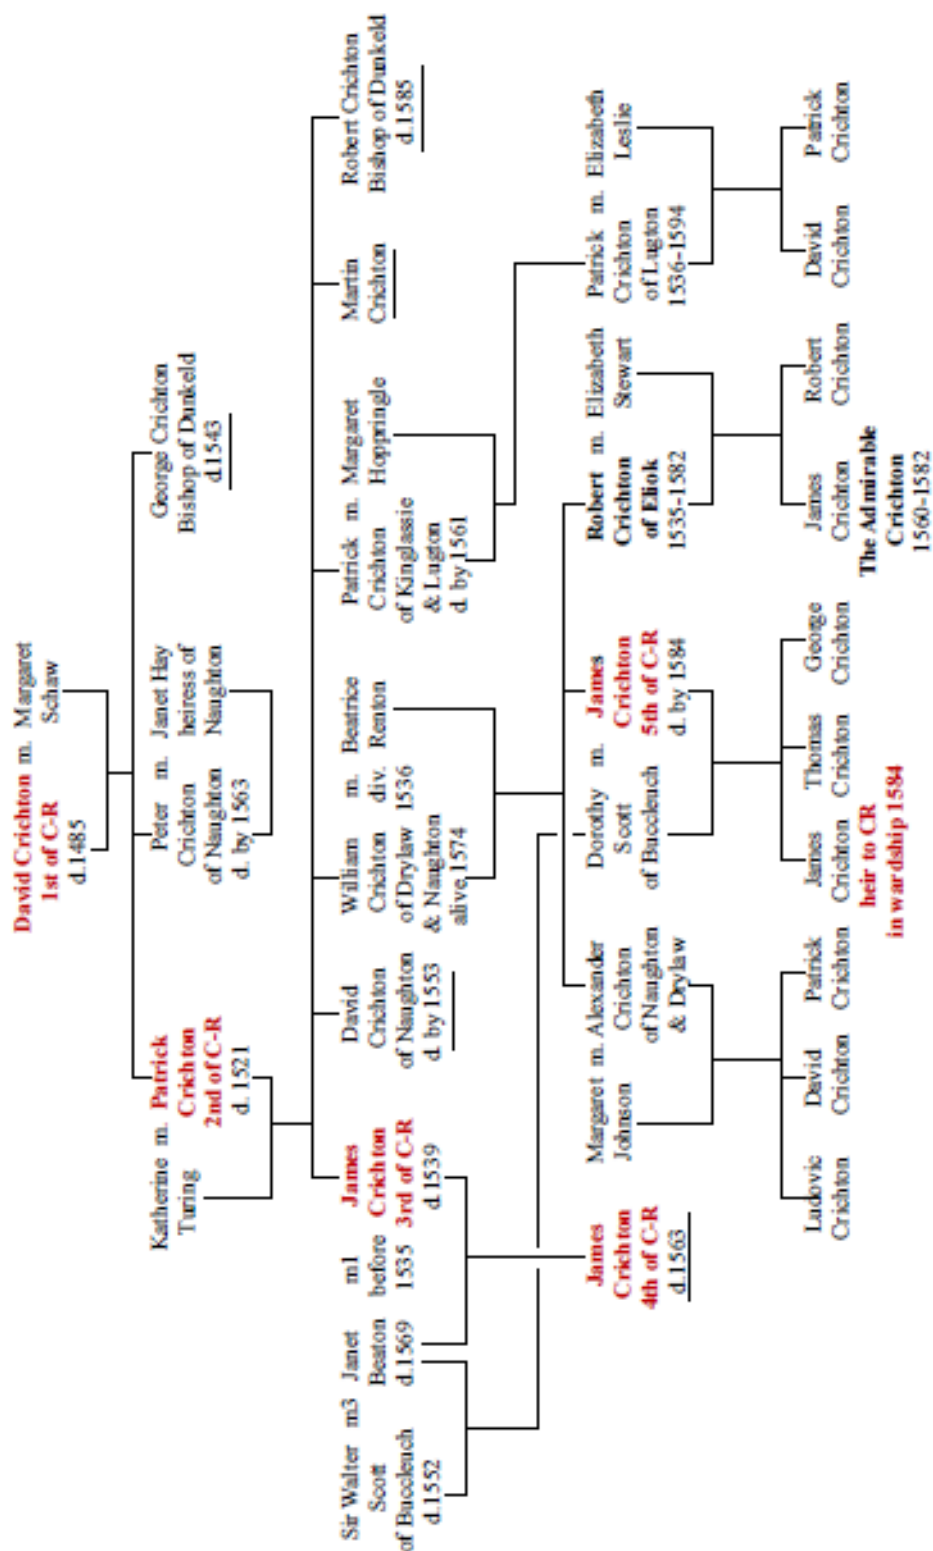 David Crichton m. Margaret
1st of C-R Schaw
d.1485
Katherine m. Patrick
Turing Crichton
2nd of C-R
d. 1521
Peter m. Janet Hay
Crichton heiress of
of Naughton Naughton
d. by 1563
George Crichton
Bishop of Dunkeld
d.1543
Sir Walter m3 Janet m1 James
Scott Beaton before Crichton
of Buccleuch d.1569 1535 3rd of C-R
d.1552 d.1539
David
Crichton
of Naughton
d. by 1553
William m. Beatrice
Crichton div. Renton
of Drylaw 1536
& Naughton
alive 1574
Patrick m. Margaret
Crichton Hoppringle
of Kinglassie
& Lugton
d. by 1561
Martin
Crichton
Robert Crichton
Bishop of Dunkeld
d.1585
James
Crichton
4th of C-R
d.1563
Margaret m. Alexander
Johnson Crichton
of Naughton
& Drylaw
Dorothy m. James
Scott Crichton
of Buccleuch 5th of C-R
d. by 1584
Robert m. Elizabeth
Crichton Stewart
of Eliok
1535-1582
Patrick m. Elizabeth
Crichton Leslie
of Lugton
1536-1594
Ludovic David Patrick
Crichton Crichton Crichton
James Thomas George
Crichton Crichton Crichton
heir to CR
in wardship 1584
James Robert
Crichton Crichton
The Admirable
Crichton
1560-1582
David Patrick
Crichton Crichton